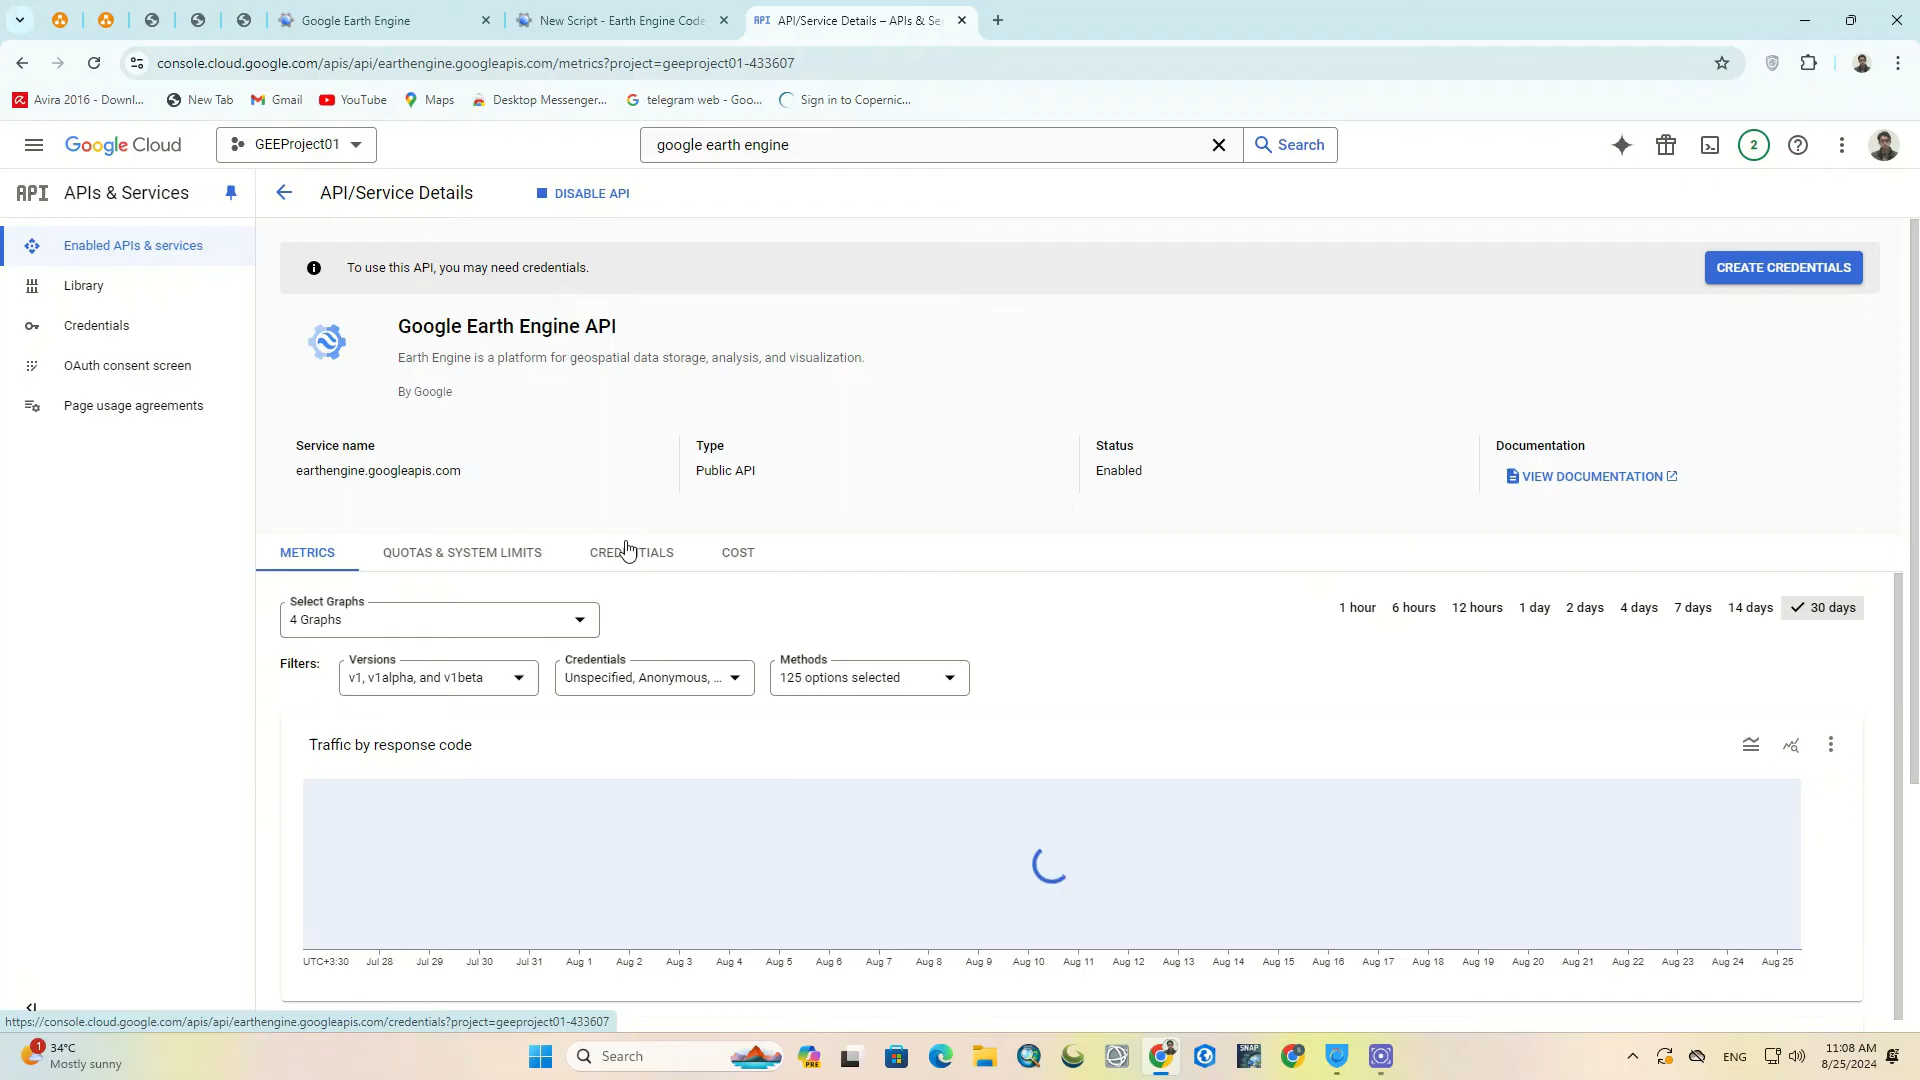 Google Earth Engine
New Script - Earth Engine Code
API API/Service Details – APIs & Se
console.cloud.google.com/apis/api/earthengine.googleapis.com/metrics?project=geeproject01-433607
Avira 2016 - Downl...
New Tab
Gmail
YouTube
Maps
Desktop Messenger...
telegram web - Goo...
Sign in to Copernic...
Google Cloud
GEEProject01
google earth engine
Search
2
API APIs & Services
API/Service Details
DISABLE API
Enabled APIs & services
Library
Credentials
OAuth consent screen
Page usage agreements
To use this API, you may need credentials.
CREATE CREDENTIALS
Google Earth Engine API
Earth Engine is a platform for geospatial data storage, analysis, and visualization.
By Google
Service name
earthengine.googleapis.com
Type
Public API
Status
Enabled
Documentation
VIEW DOCUMENTATION
METRICS
QUOTAS & SYSTEM LIMITS
CREDENTIALS
COST
Select Graphs
4 Graphs
1 hour
6 hours
12 hours
1 day
2 days
4 days
7 days
14 days
30 days
Filters:
Versions
v1, v1alpha, and v1beta
Credentials
Unspecified, Anonymous, ...
Methods
125 options selected
Traffic by response code
UTC+3:30
Jul 28
Jul 29
Jul 30
Jul 31
Aug 1
Aug 2
Aug 3
Aug 4
Aug 5
Aug 6
Aug 7
Aug 8
Aug 9
Aug 10
Aug 11
Aug 12
Aug 13
Aug 14
Aug 15
Aug 16
Aug 17
Aug 18
Aug 19
Aug 20
Aug 21
Aug 22
Aug 23
Aug 24
Aug 25
https://console.cloud.google.com/apis/api/earthengine.googleapis.com/credentials?project=geeproject01-433607
1
34°C
Mostly sunny
Search
PRE
SNAP
ENG
11:08 AM
8/25/2024